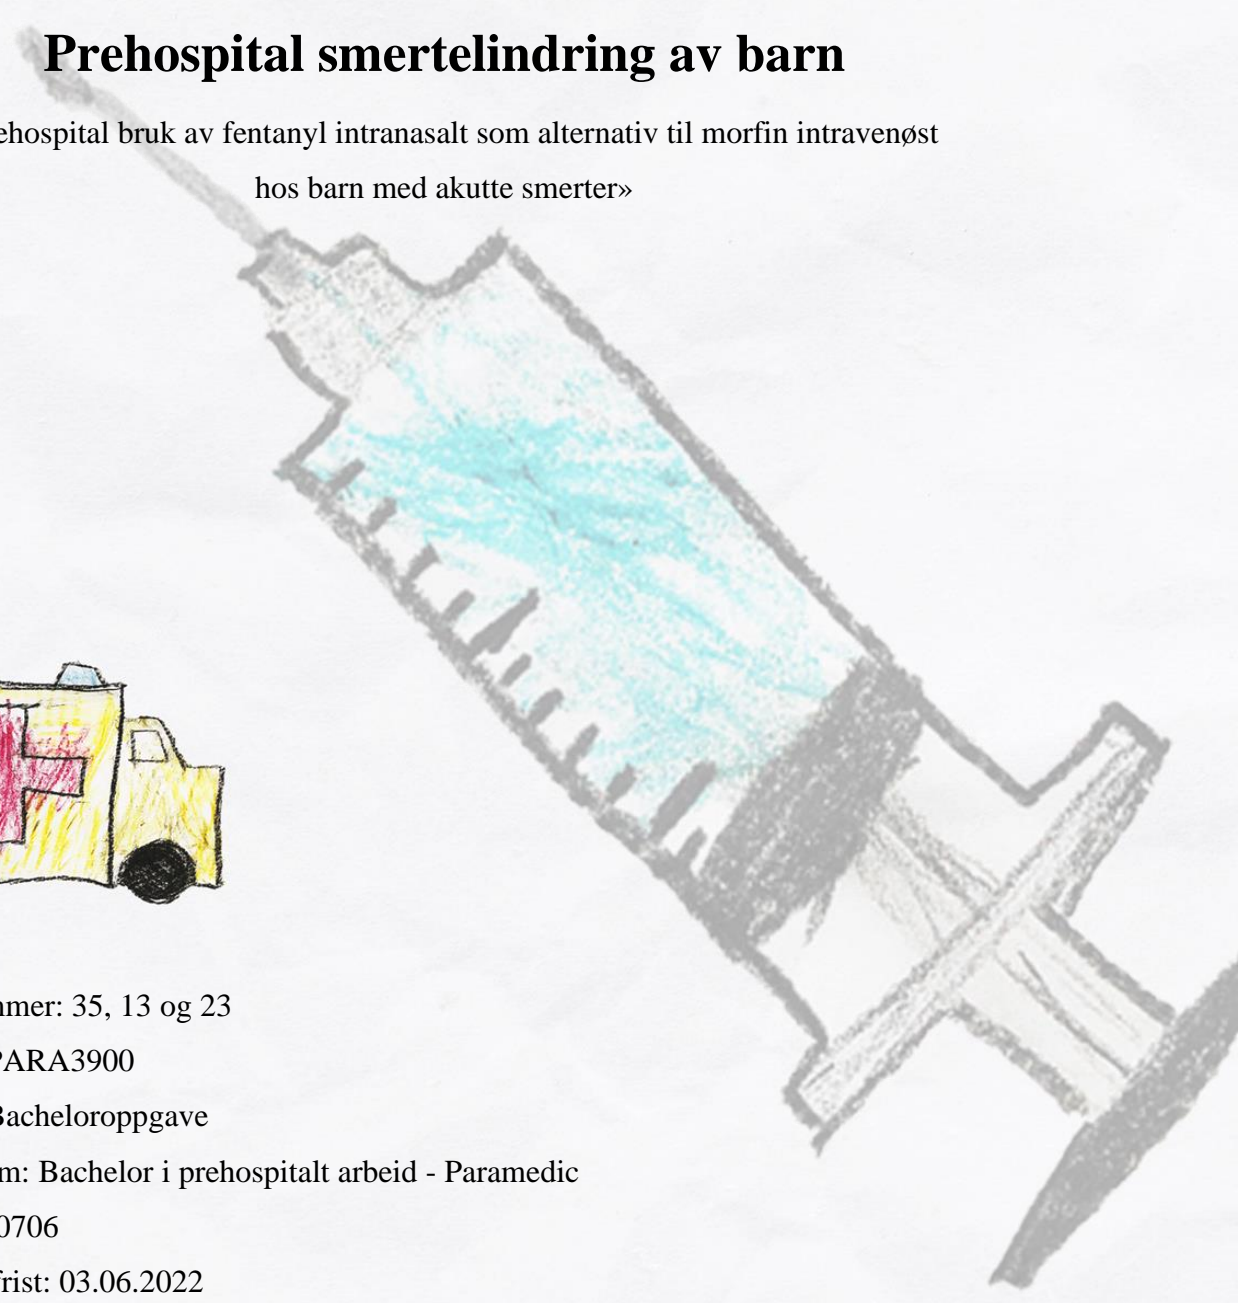 Prehospital smertelindring av barn
ehospital bruk av fentanyl intranasalt som alternativ til morfin intravenøst
hos barn med akutte smerter»
mmer: 35, 13 og 23
PARA3900
Bacheloroppgave
m: Bachelor i prehospitalt arbeid - Paramedic
0706
frist: 03.06.2022